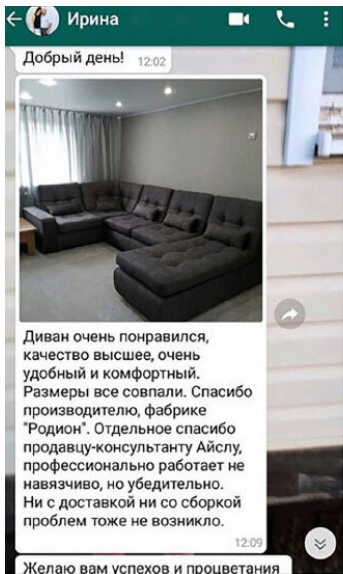 Ирина
Добрый день! 12:02
Диван очень понравился,
качество высшее, очень
удобный и комфортный.
Размеры все совпали. Спасибо
производителю, фабрике
"Родион". Отдельное спасибо
продавцу-консультанту Айслу,
профессионально работает не
навязчиво, но убедительно.
Ни с доставкой ни со сборкой
проблем тоже не возникло.
12:09
Желаю вам успехов и процветания